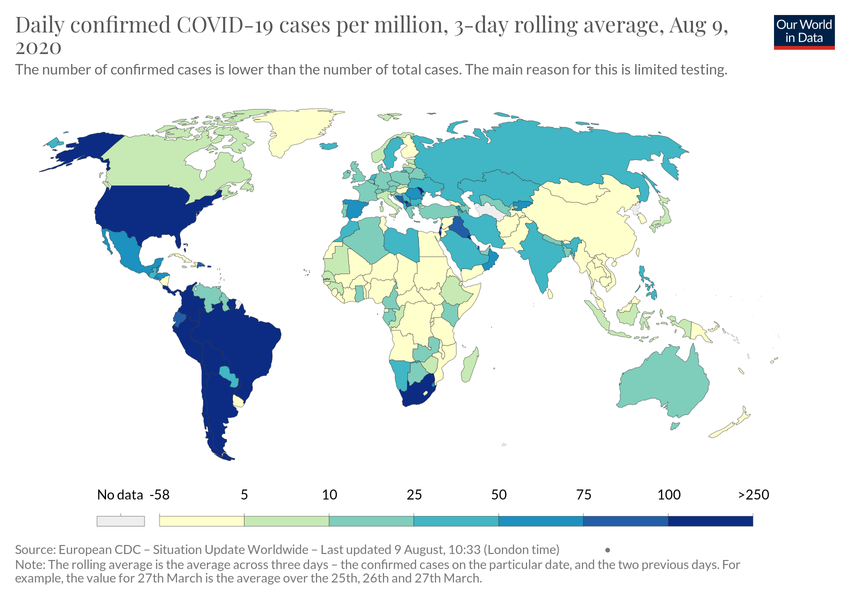 Daily confirmed COVID-19 cases per million, 3-day rolling average, Aug 9,
2020
Our World
in Data
The number of confirmed cases is lower than the number of total cases. The main reason for this is limited testing.
No data -58 5 10 25 50 75 100 >250
Source: European CDC – Situation Update Worldwide – Last updated 9 August, 10:33 (London time)
Note: The rolling average is the average across three days – the confirmed cases on the particular date, and the two previous days. For
example, the value for 27th March is the average over the 25th, 26th and 27th March.